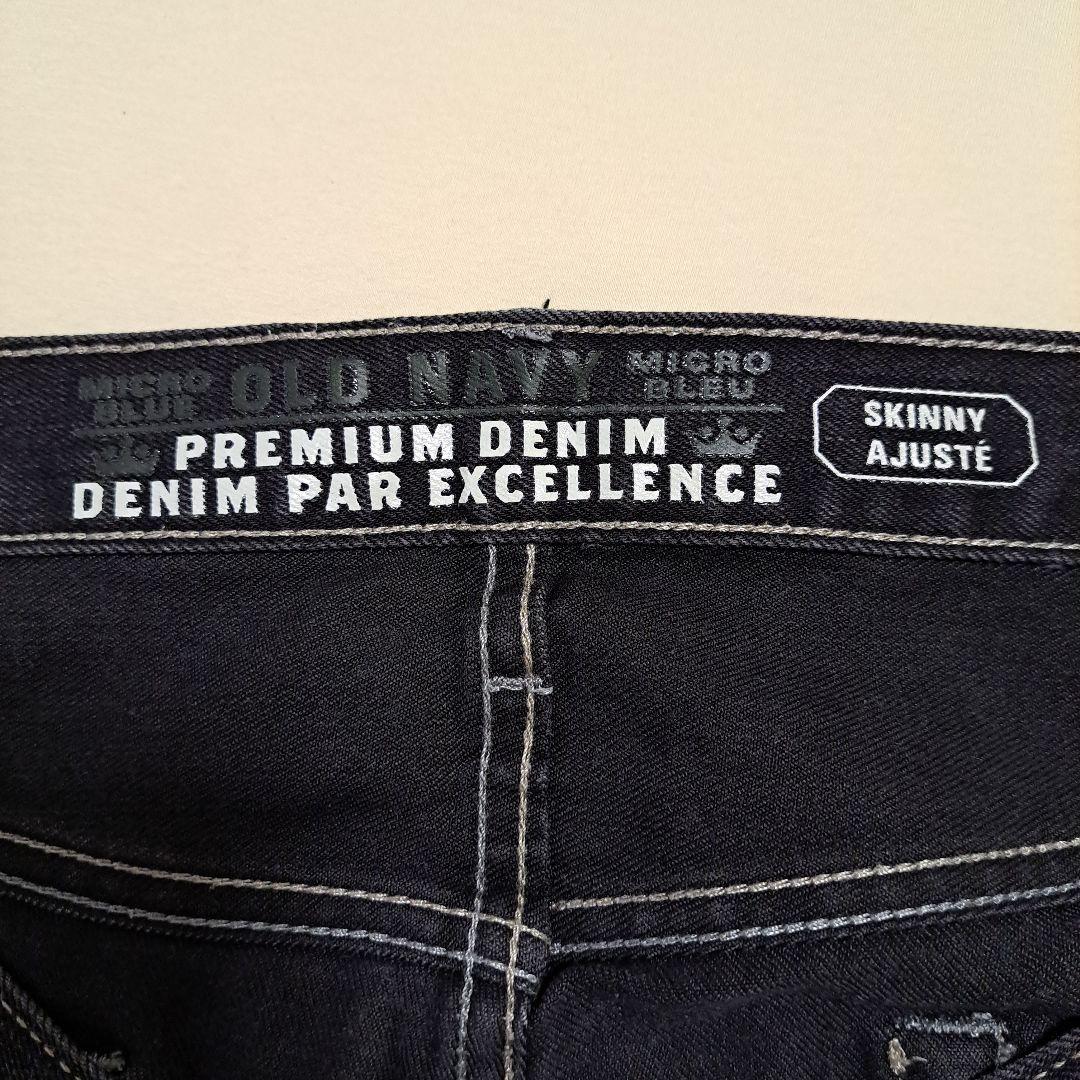 MICRO BLUE
OLD NAVY
MICRO BLEU
PREMIUM DENIM
DENIM PAR EXCELLENCE
SKINNY
AJUSTÉ